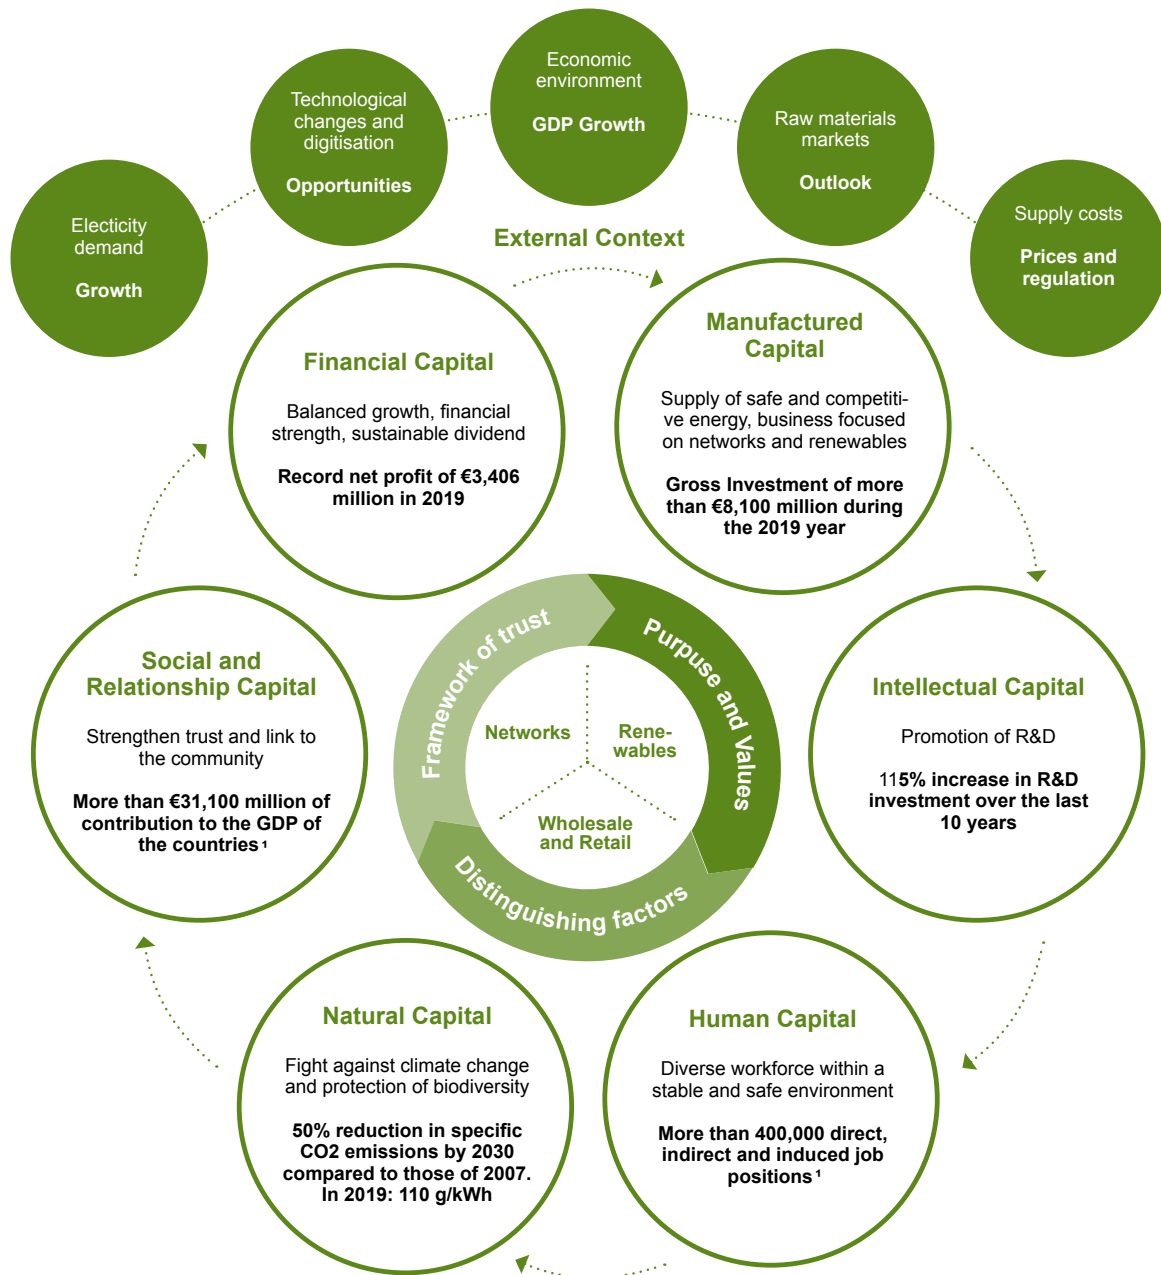 Economic
environment
GDP Growth
Technological
changes and
digitisation
Opportunities
Raw materials
markets
Outlook
Electicity
demand
Growth
Supply costs
Prices and
regulation
External Context
Financial Capital
Balanced growth, financial
strength, sustainable dividend
Record net profit of €3,406
million in 2019
Manufactured
Capital
Supply of safe and competiti-
ve energy, business focused
on networks and renewables
Gross Investment of more
than €8,100 million during
the 2019 year
Social and
Relationship Capital
Strengthen trust and link to
the community
More than €31,100 million of
contribution to the GDP of
the countries ¹
Framework of trust
Purpuse and Values
Distinguishing factors
Networks
Rene-
wables
Wholesale
and Retail
Intellectual Capital
Promotion of R&D
115% increase in R&D
investment over the last
10 years
Natural Capital
Fight against climate change
and protection of biodiversity
50% reduction in specific
CO2 emissions by 2030
compared to those of 2007.
In 2019: 110 g/kWh
Human Capital
Diverse workforce within a
stable and safe environment
More than 400,000 direct,
indirect and induced job
positions ¹